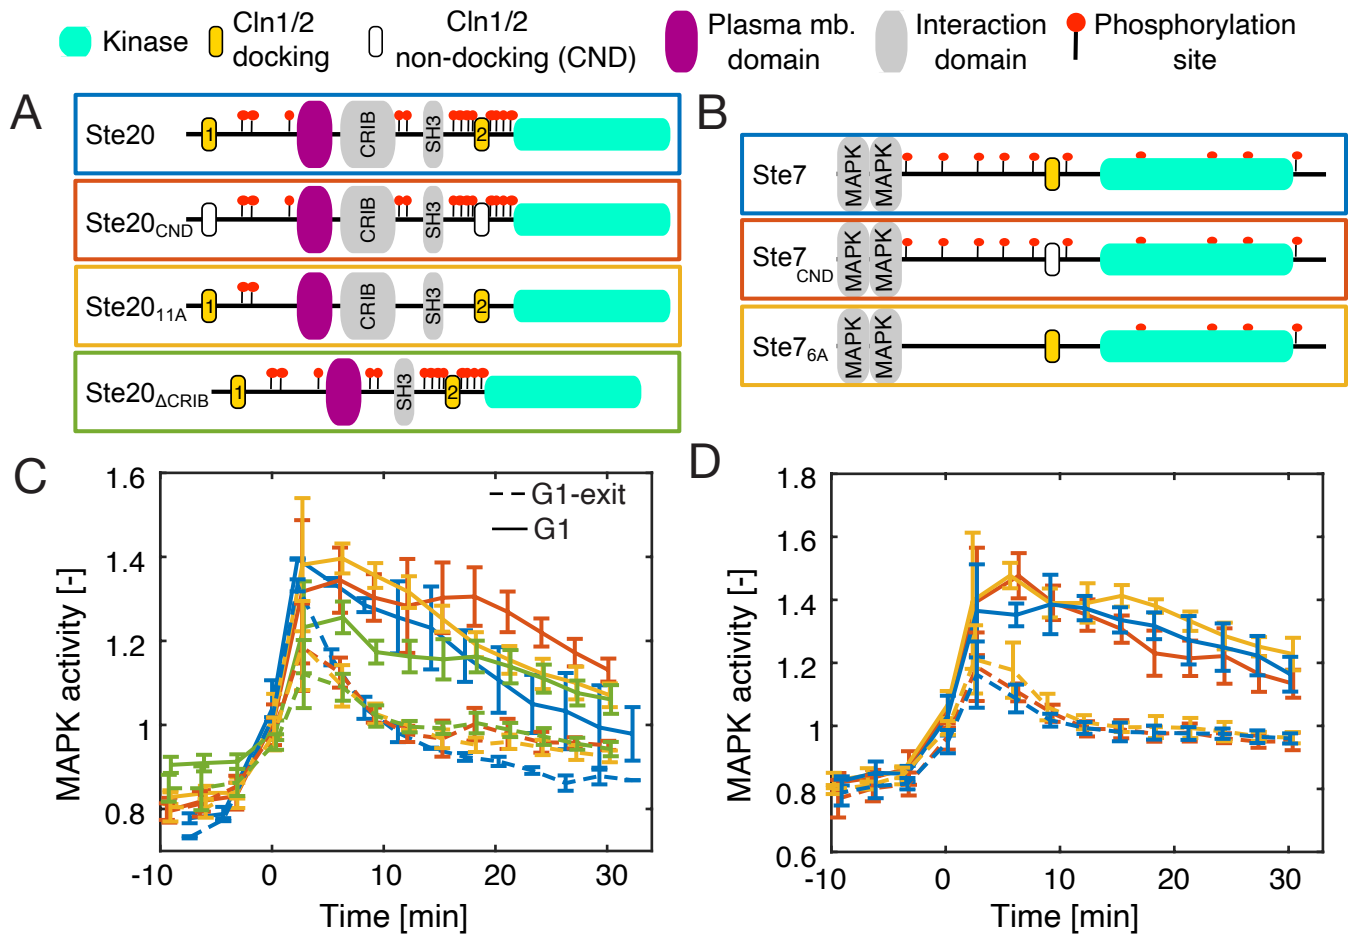 Kinase
Cln1/2
docking
Cln1/2
non-docking (CND)
Plasma mb.
domain
Interaction
domain
Phosphorylation
site
A
Ste20
1
CRIB
SH3
2
Ste20CND
CRIB
SH3
Ste2011A
1
CRIB
SH3
2
Ste20ΔCRIB
1
SH3
2
B
Ste7
MAPK
MAPK
Ste7CND
MAPK
MAPK
Ste76A
MAPK
MAPK
C
MAPK activity [-]
1.6
1.4
1.2
1
0.8
-10
0
10
20
30
Time [min]
G1-exit
G1
D
MAPK activity [-]
1.8
1.6
1.4
1.2
1
0.8
0.6
-10
0
10
20
30
Time [min]